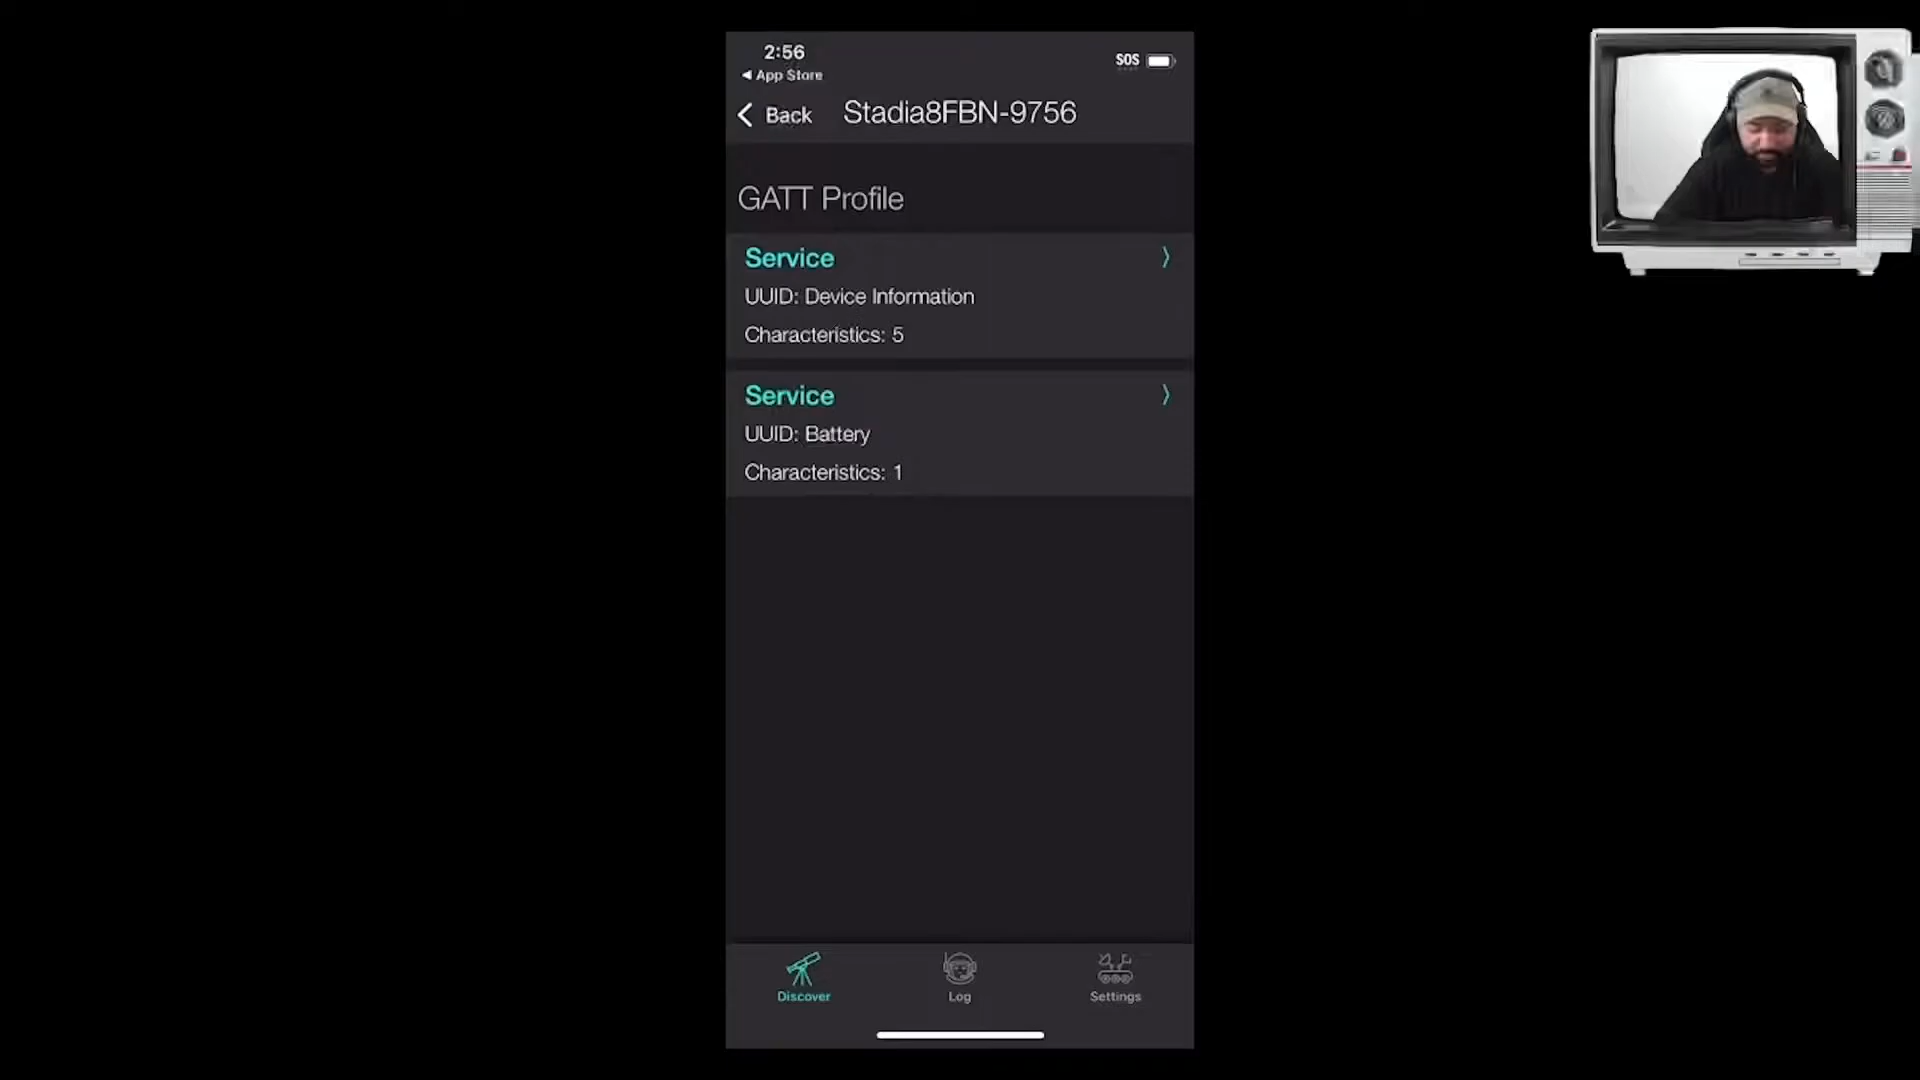 2:56
SOS
◀ App Store
Back
Stadia8FBN-9756
GATT Profile
Service
UUID: Device Information
Characteristics: 5
Service
UUID: Battery
Characteristics: 1
Discover
Log
Settings